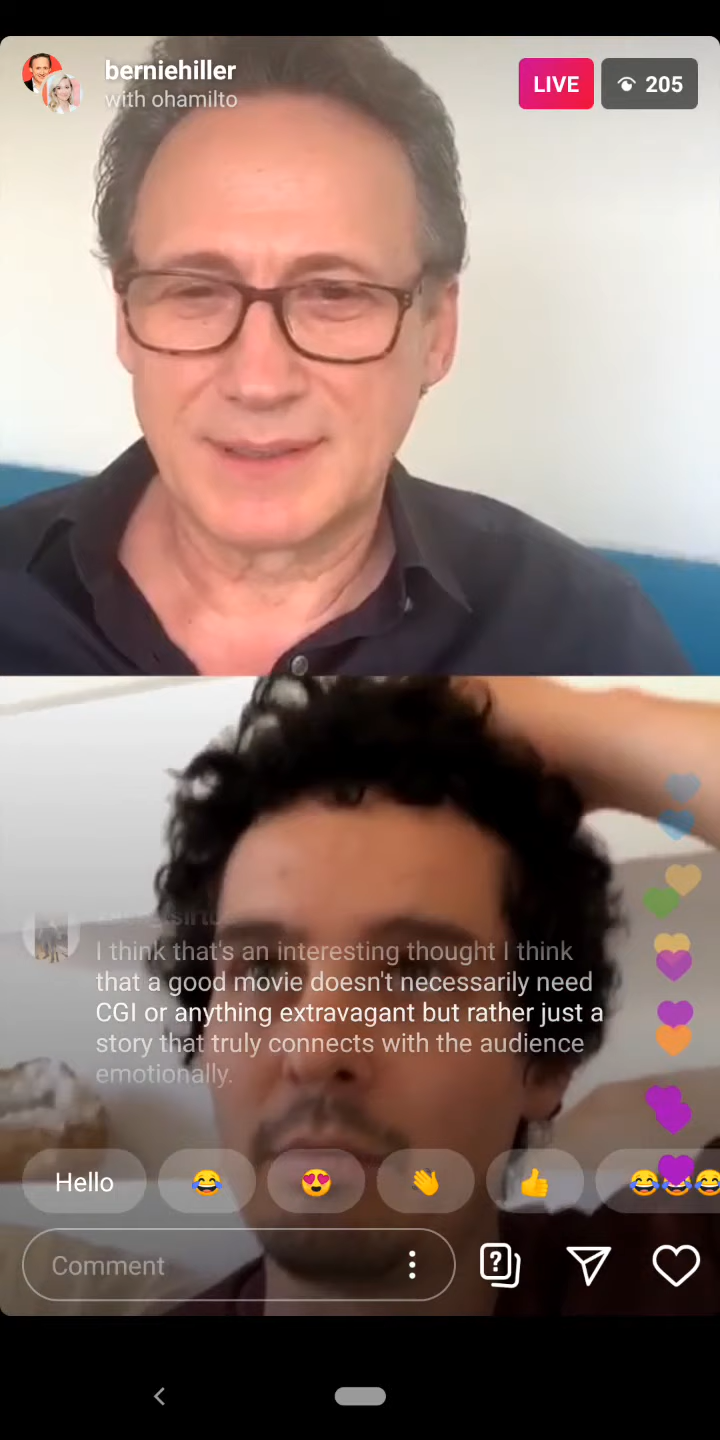 berniehiller
with ohamilto
LIVE
205
I think that's an interesting thought I think
that a good movie doesn't necessarily need
CGI or anything extravagant but rather just a
story that truly connects with the audience
emotionally.
Hello
Comment